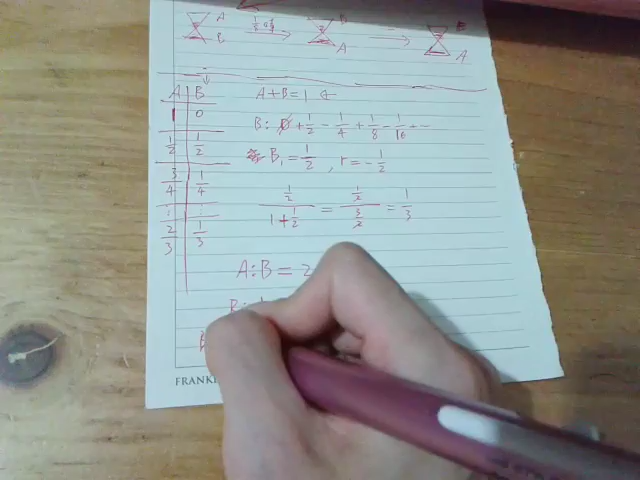 A
B
A
A
A B
A+B=1
1 0
B: 0 + 1/2 - 1/4 + 1/8 - 1/16 + ...
1/2 1/2
B₁ = 1/2 , r = -1/2
3/4 1/4
(1/2)/(1+1/2) = (1/2)/(3/2) = 1/3
⋮ ⋮
2/3 1/3
A:B = 2
B:
FRANK